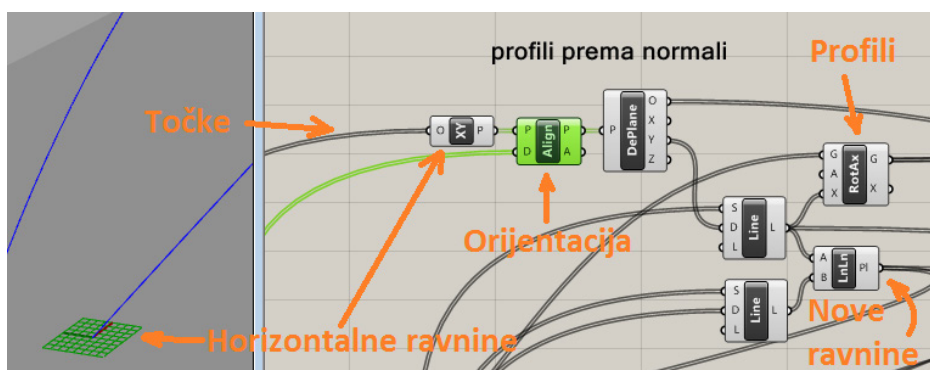 profili prema normali
Profili
Točke
O XY P
P Align P
D A
P DePlane O
X
Y
Z
G RotAx G
A
X X
Orijentacija
S Line L
D
L
A LnLn Pl
B
S Line L
D
L
Horizontalne ravnine
Nove
ravnine